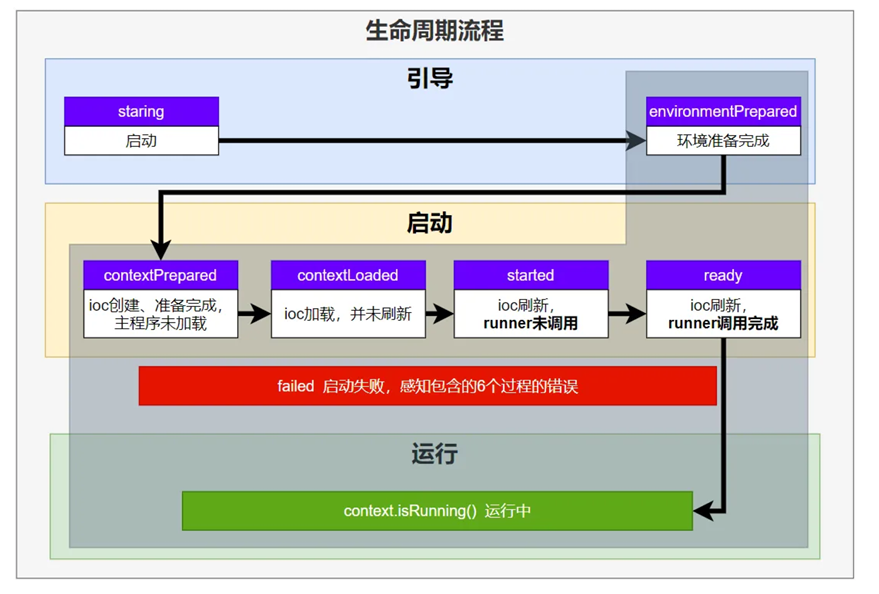 生命周期流程
引导
staring
启动
environmentPrepared
环境准备完成
启动
contextPrepared
ioc创建、准备完成，
主程序未加载
contextLoaded
ioc加载，并未刷新
started
ioc刷新，
runner未调用
ready
ioc刷新，
runner调用完成
failed 启动失败，感知包含的6个过程的错误
运行
context.isRunning() 运行中